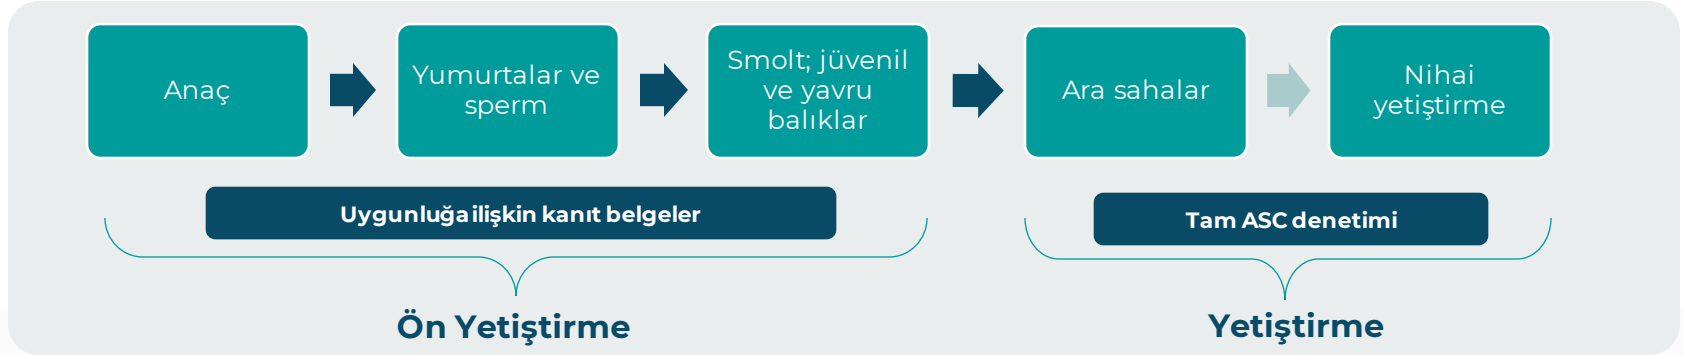 Anaç
Yumurtalar ve
sperm
Smolt; jüvenil
ve yavru
balıklar
Ara sahalar
Nihai
yetiştirme
Uygunluğa ilişkin kanıt belgeler
Tam ASC denetimi
Ön Yetiştirme
Yetiştirme